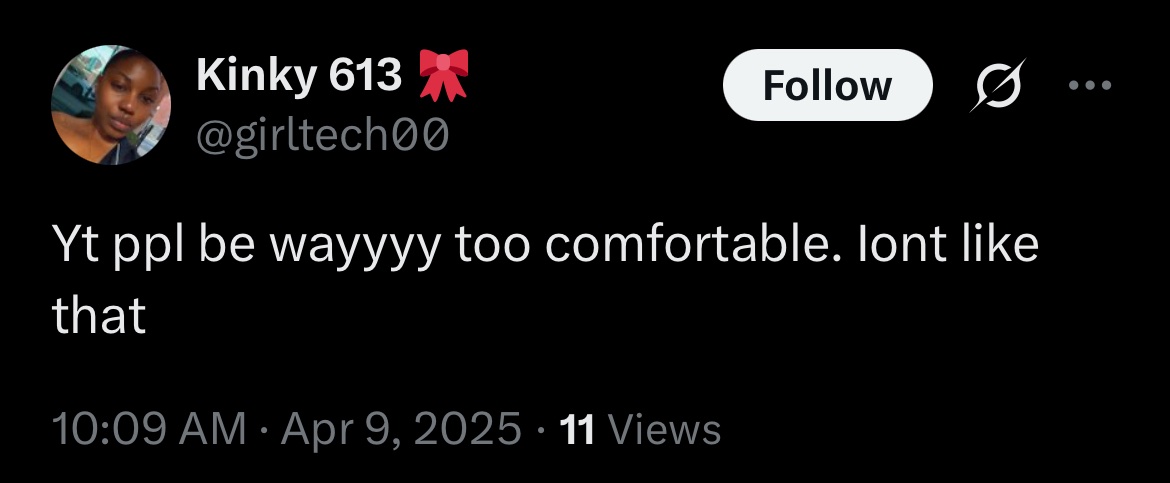 Kinky 613 🎀
Follow
@girltech00
Yt ppl be wayyyy too comfortable. Iont like
that
10:09 AM · Apr 9, 2025 · 11 Views